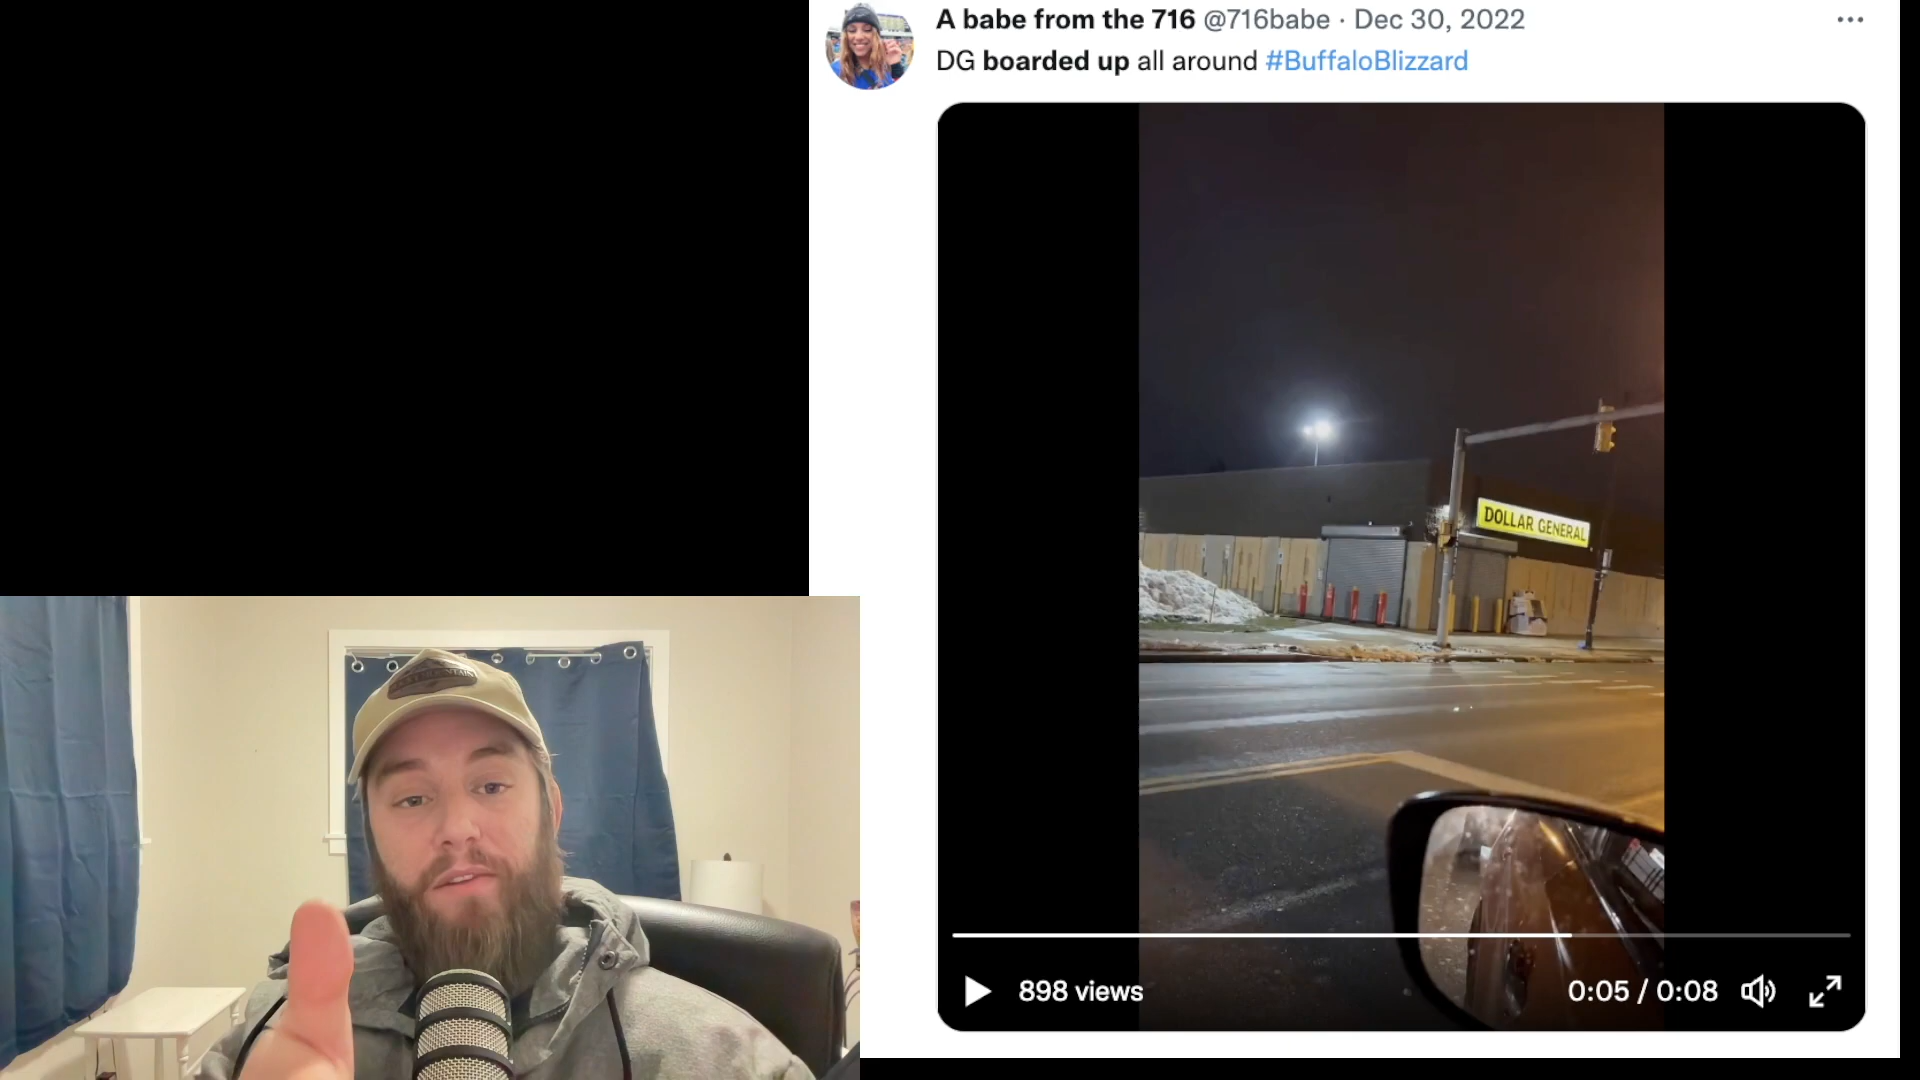 A babe from the 716 @716babe · Dec 30, 2022
DG boarded up all around #BuffaloBlizzard
DOLLAR GENERAL
898 views
0:05 / 0:08